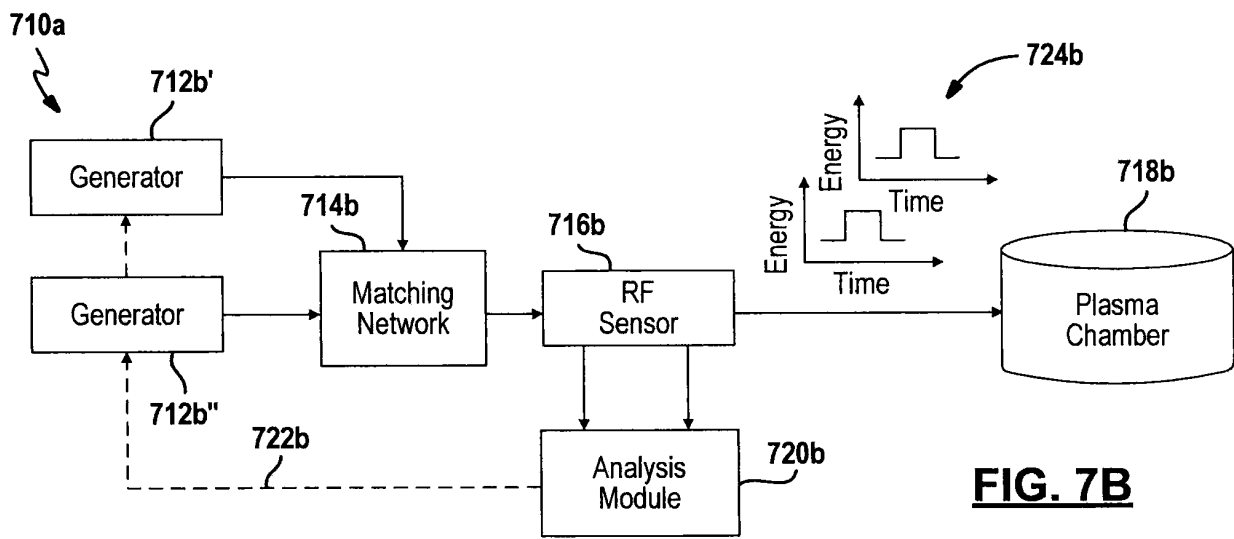 710a
712b'
Generator
Generator
712b"
714b
Matching
Network
716b
RF
Sensor
724b
Energy
Time
Energy
Time
718b
Plasma
Chamber
722b
Analysis
Module
720b
FIG. 7B